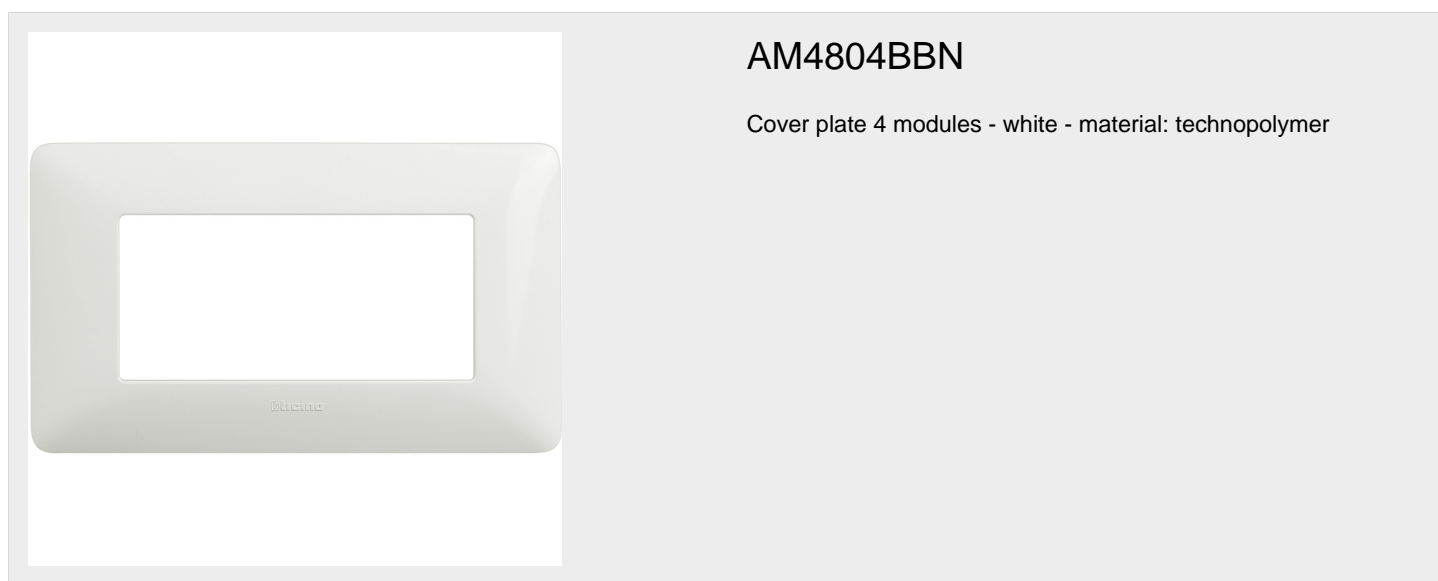 AM4804BBN
Cover plate 4 modules - white - material: technopolymer
bticino